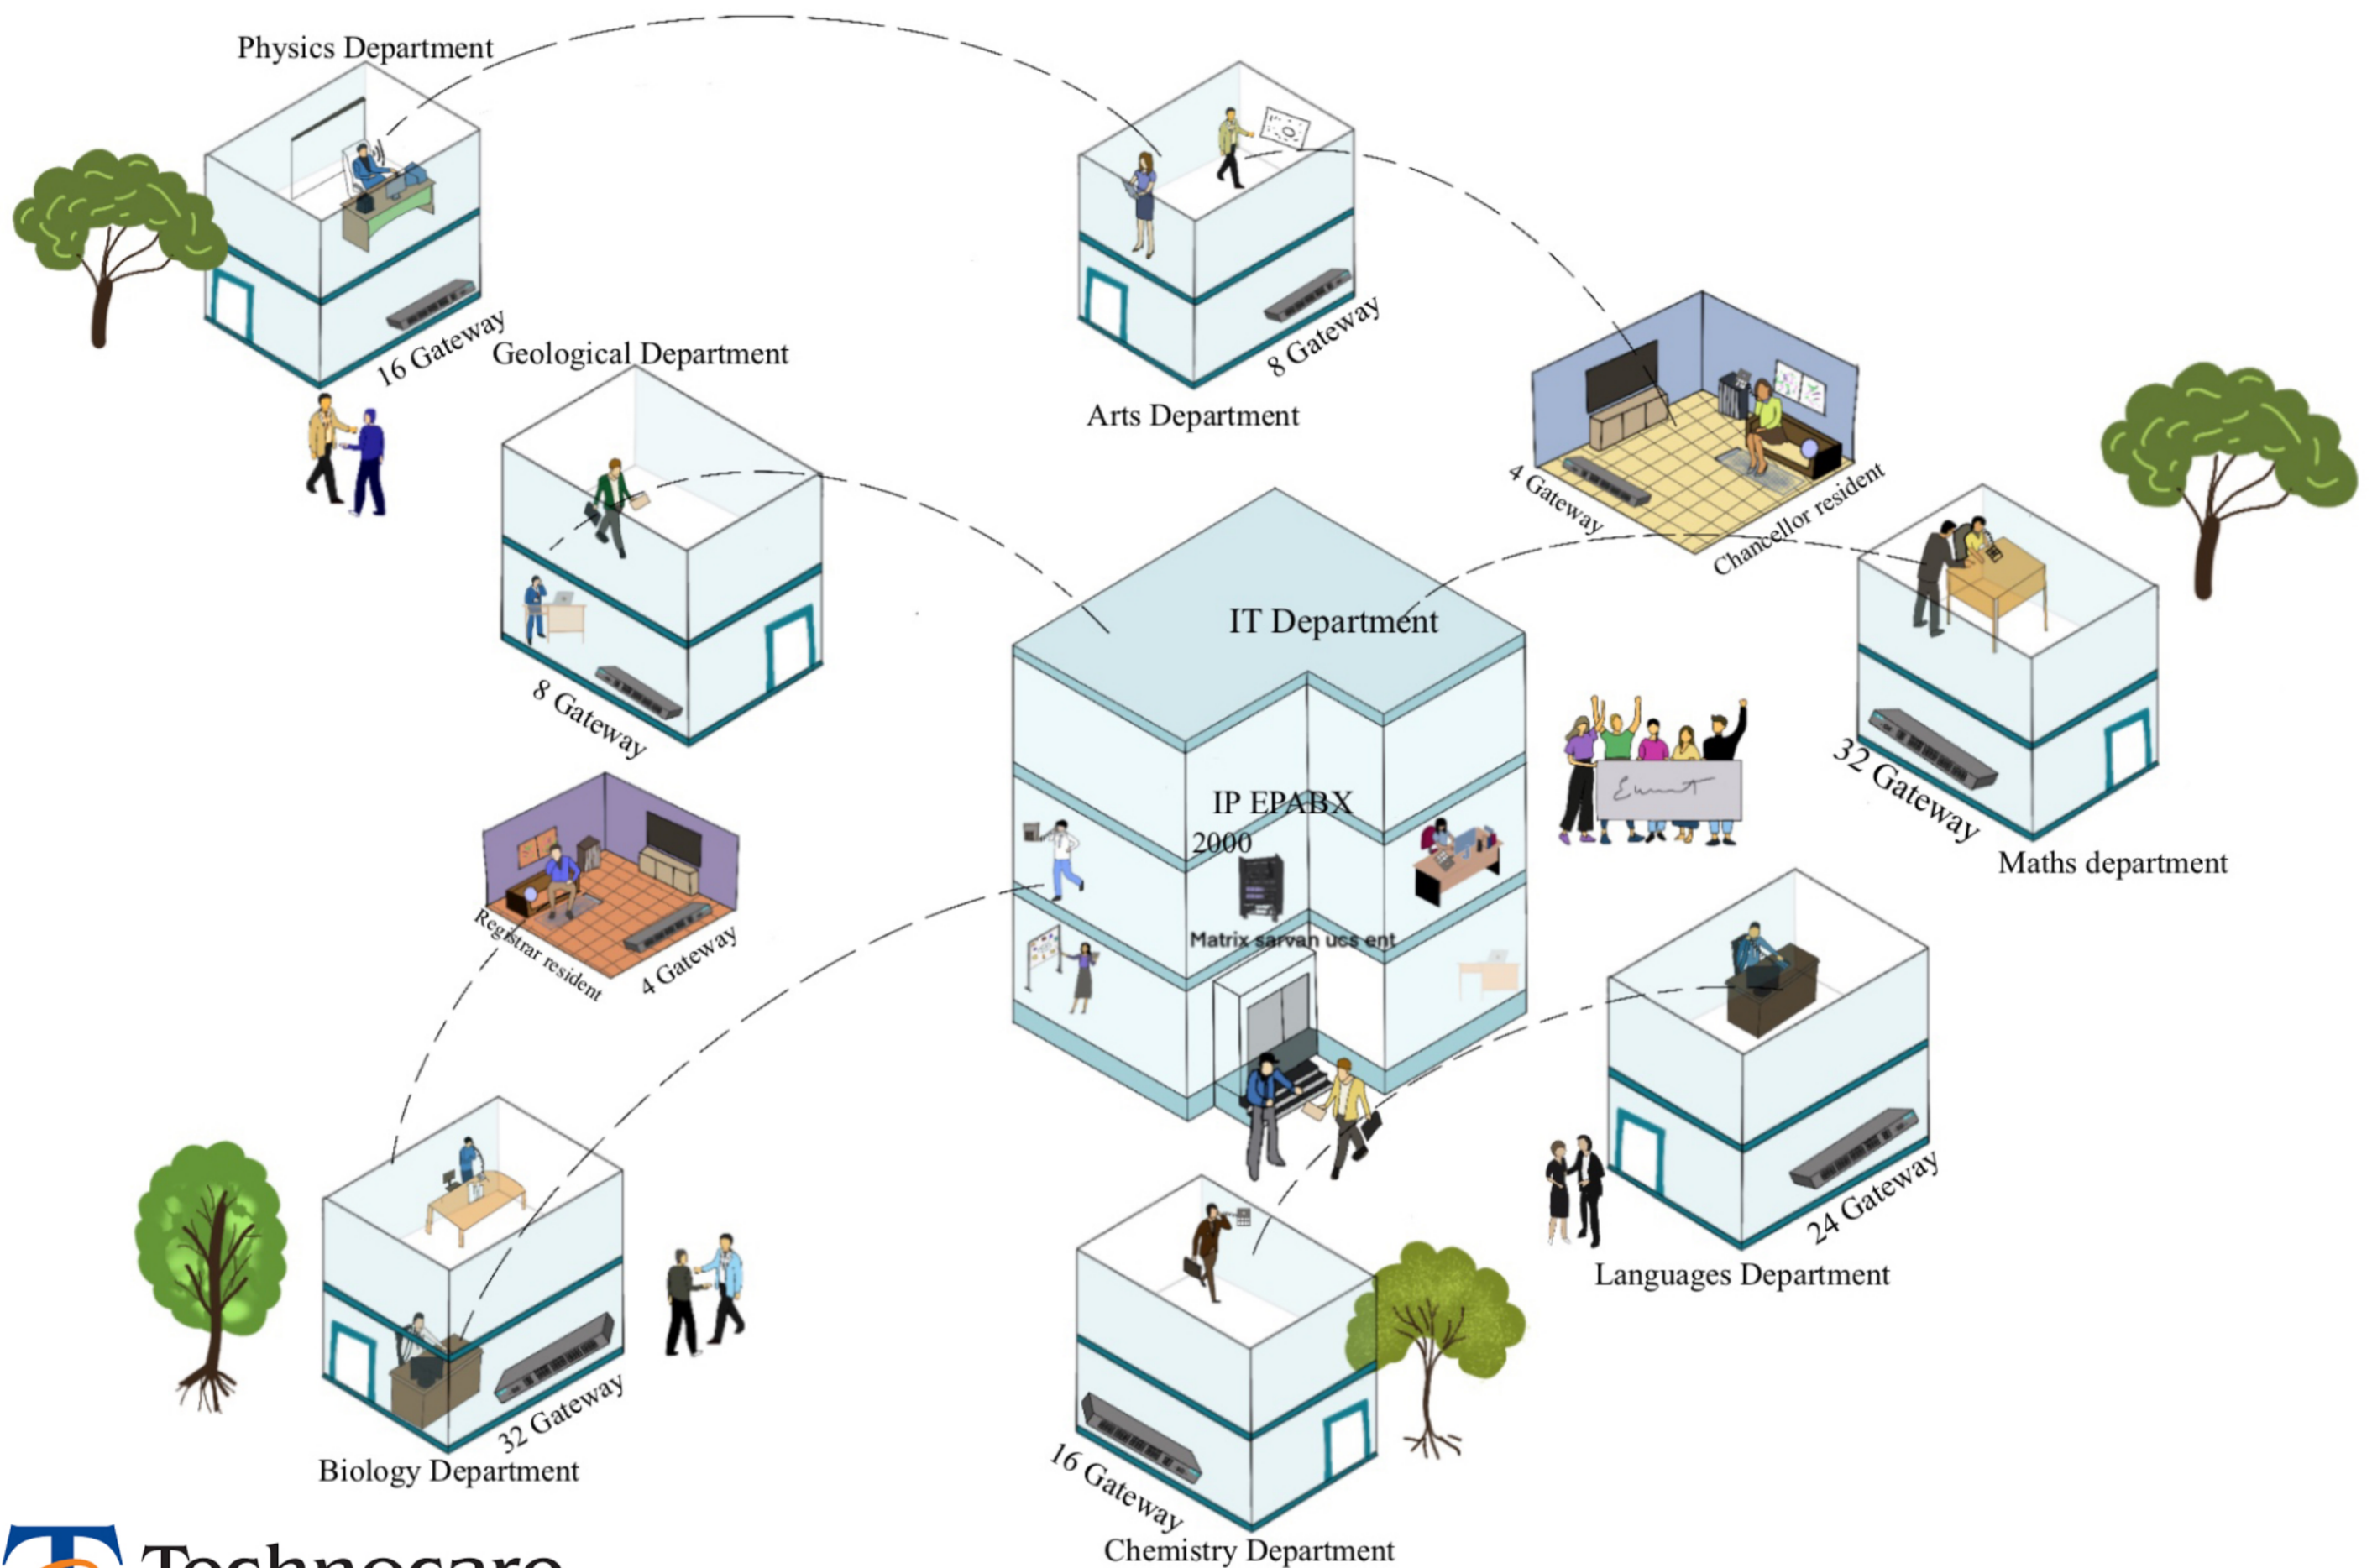 Physics Department
16 Gateway
Geological Department
8 Gateway
Arts Department
8 Gateway
4 Gateway
Chancellor resident
IT Department
IP EPABX
2000
Matrix sarvan ucs ent
32 Gateway
Maths department
Registrar resident
4 Gateway
24 Gateway
Languages Department
32 Gateway
Biology Department
16 Gateway
Chemistry Department
Technocare